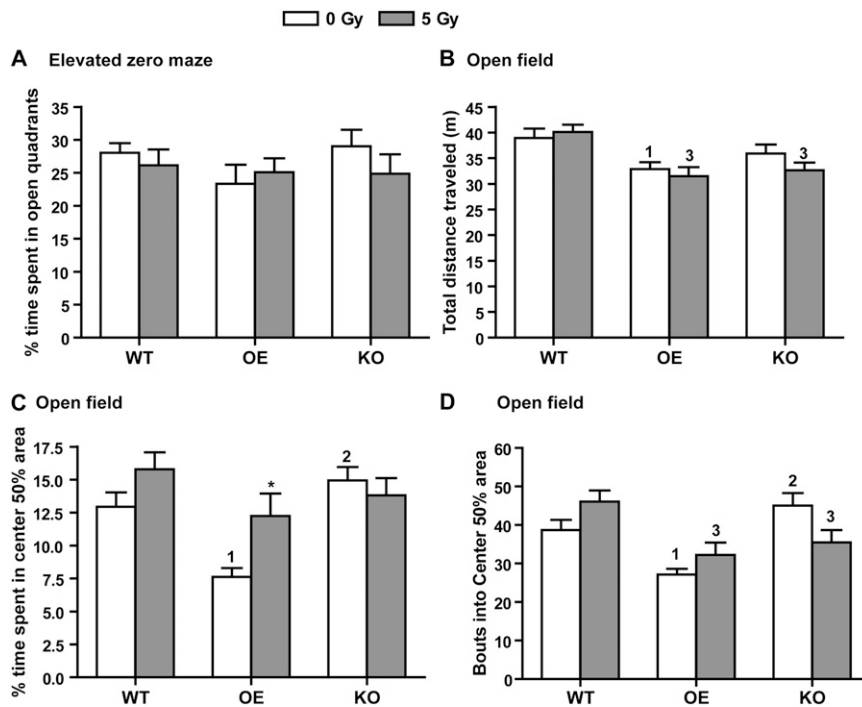 0 Gy 5 Gy
A Elevated zero maze
% time spent in open quadrants
35
30
25
20
15
10
5
0
WT OE KO
B Open field
Total distance traveled (m)
45
40
35
30
25
20
15
10
5
0
1 3 3
WT OE KO
C Open field
% time spent in center 50% area
17.5
15.0
12.5
10.0
7.5
5.0
2.5
0.0
1 * 2
WT OE KO
D Open field
Bouts into Center 50% area
60
50
40
30
20
10
0
1 3 2 3
WT OE KO